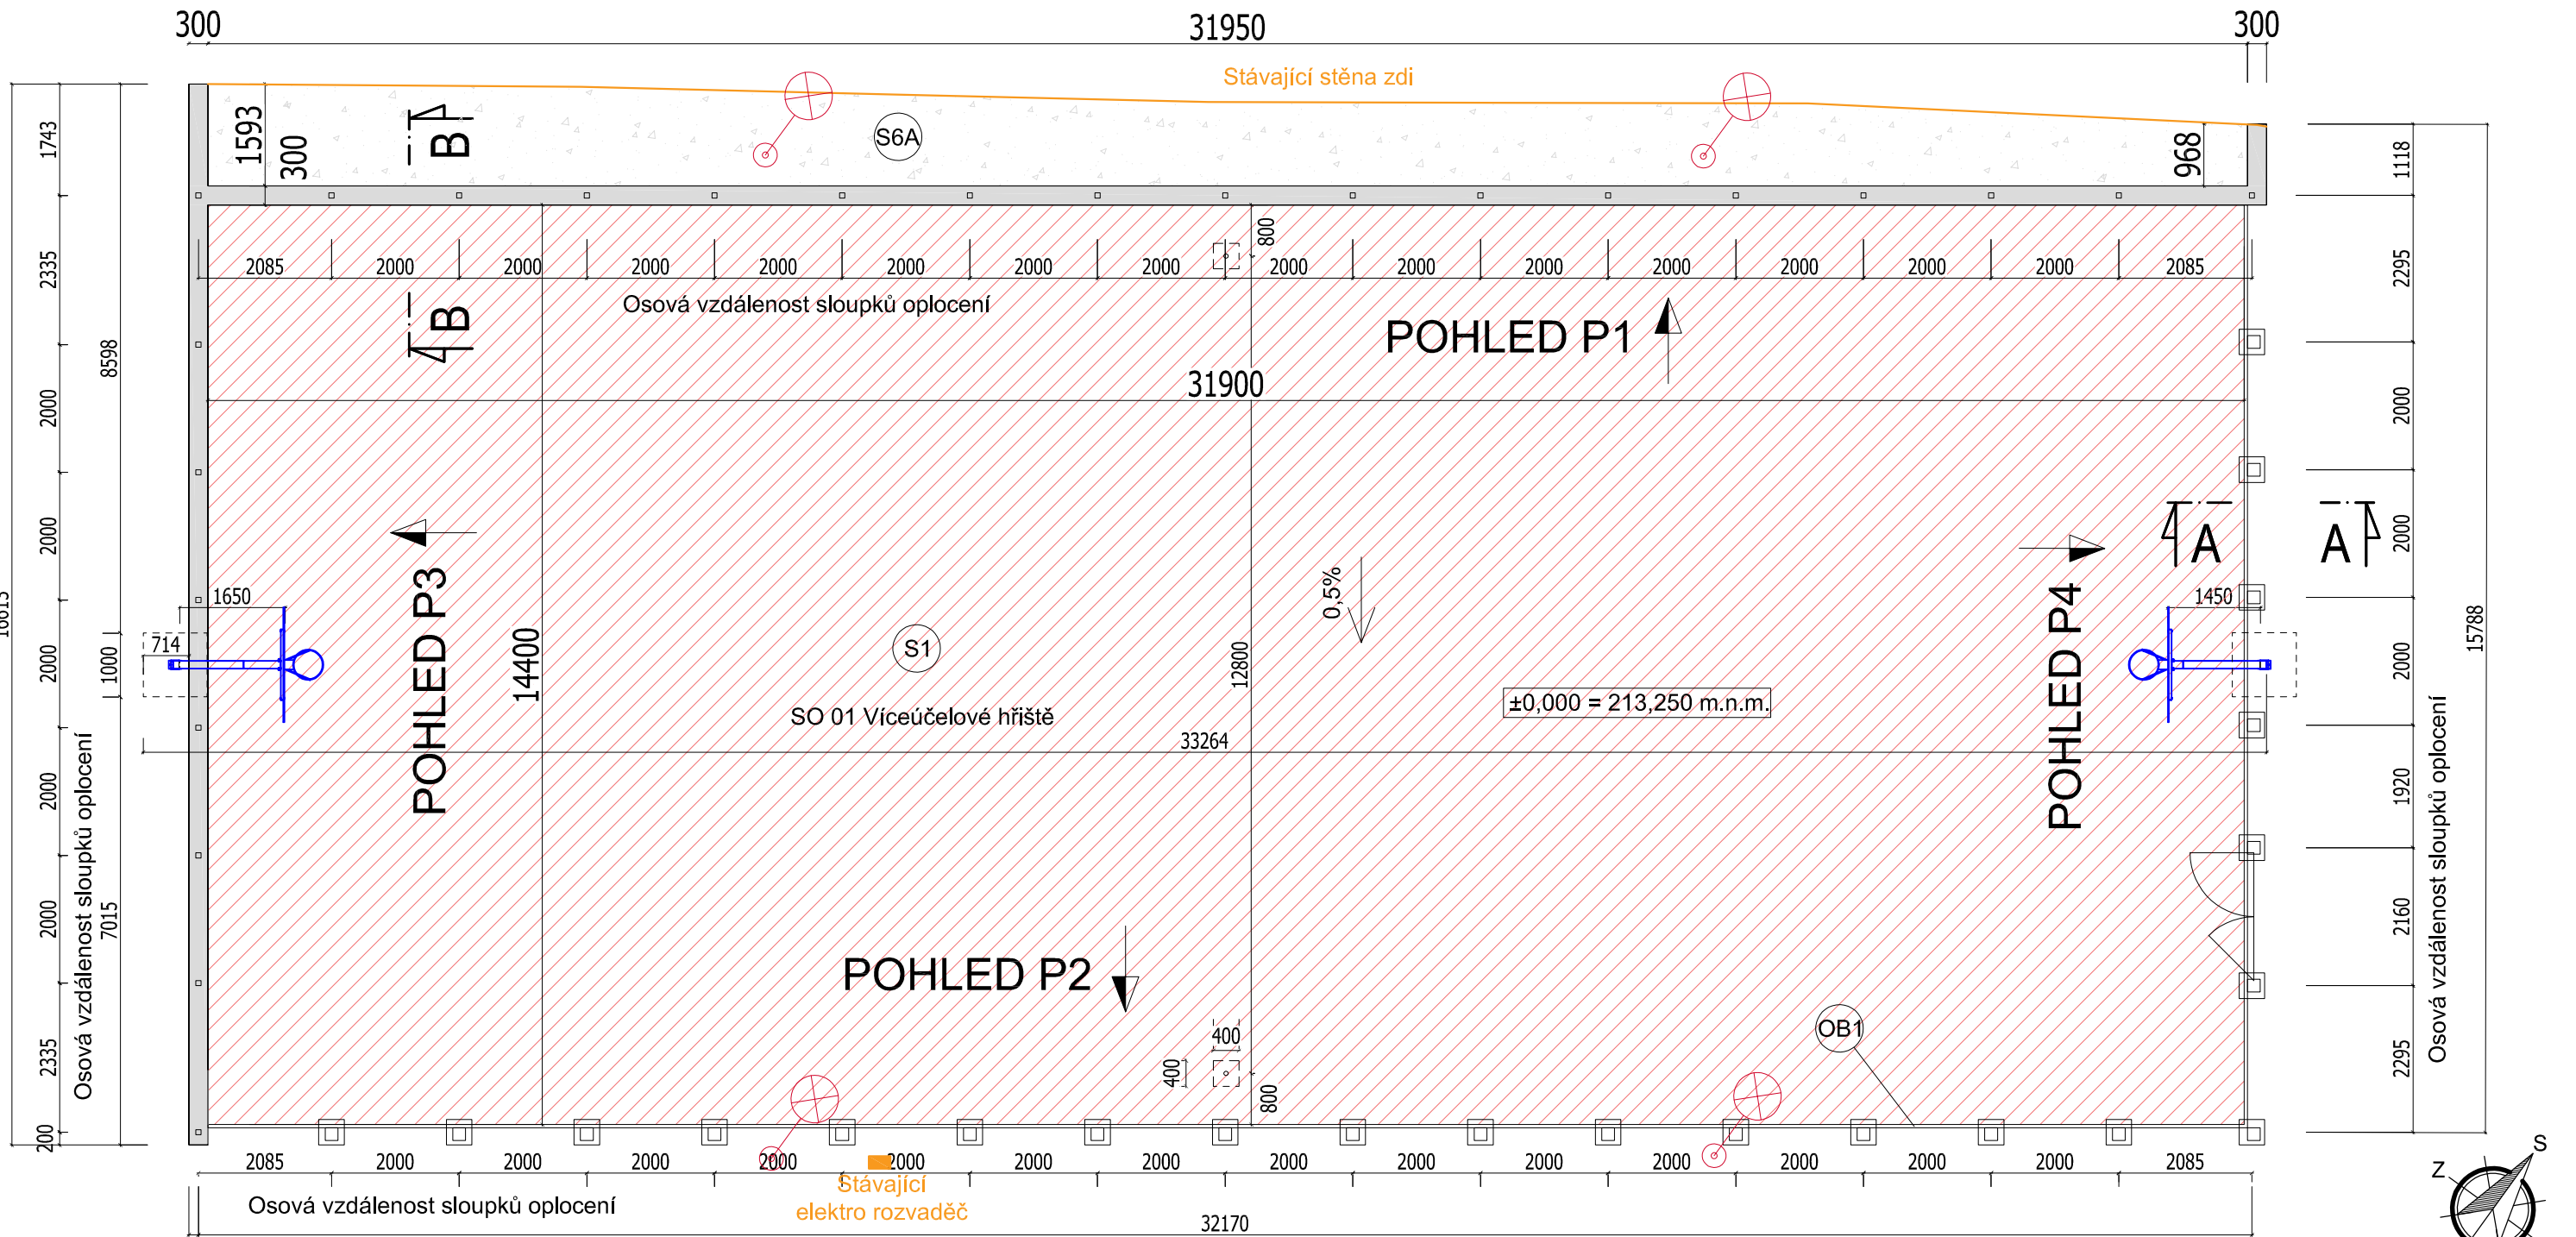 300
31950
300
Stávající stěna zdi
1593
300
B
S6A
968
1743
1118
800
2085 2000 2000 2000 2000 2000 2000 2000 2000 2000 2000 2000 2000 2000 2000 2085
2335
2295
Osová vzdálenost sloupků oplocení
B
POHLED P1
8598
31900
2000
2000
A
A
2000
2000
0,5%
1650
1450
POHLED P3
POHLED P4
714
1000
14400
S1
12800
15788
2000
2000
±0,000 = 213,250 m.n.m.
SO 01 Víceúčelové hřiště
33264
2000
1920
Osová vzdálenost sloupků oplocení
Osová vzdálenost sloupků oplocení
7015
2000
2160
POHLED P2
OB1
400
400
800
2335
2295
200
2085 2000 2000 2000 2000 2000 2000 2000 2000 2000 2000 2000 2000 2000 2000 2085
Stávající
elektro rozvaděč
Osová vzdálenost sloupků oplocení
32170
S
Z